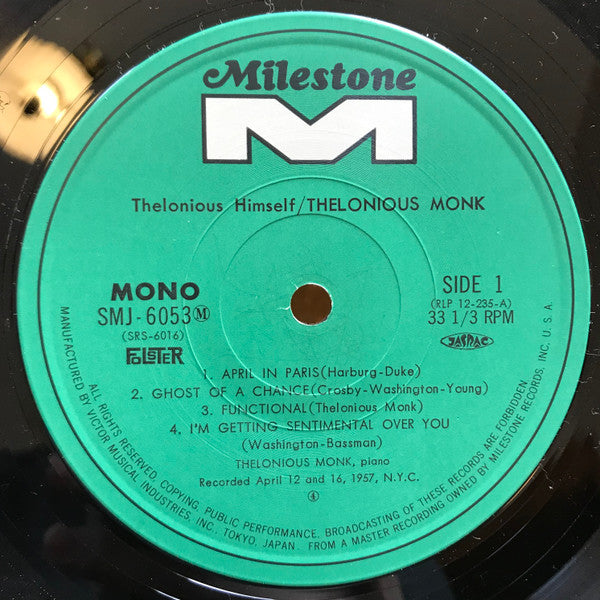 Milestone
M
Thelonious Himself/THELONIOUS MONK
MONO
SMJ-6053Ⓜ
(SRS-6016)
FOLSTER
SIDE 1
(RLP 12-235-A)
33 1/3 RPM
JASRAC
1. APRIL IN PARIS(Harburg-Duke)
2. GHOST OF A CHANCE(Crosby-Washington-Young)
3. FUNCTIONAL(Thelonious Monk)
4. I'M GETTING SENTIMENTAL OVER YOU
(Washington-Bassman)
THELONIOUS MONK, piano
Recorded April 12 and 16, 1957, N.Y.C.
④
ALL RIGHTS RESERVED. COPYING, PUBLIC PERFORMANCE, BROADCASTING OF THESE RECORDS ARE FORBIDDEN
MANUFACTURED BY VICTOR MUSICAL INDUSTRIES, INC., TOKYO, JAPAN. FROM A MASTER RECORDING OWNED BY MILESTONE RECORDS, INC. U.S.A.